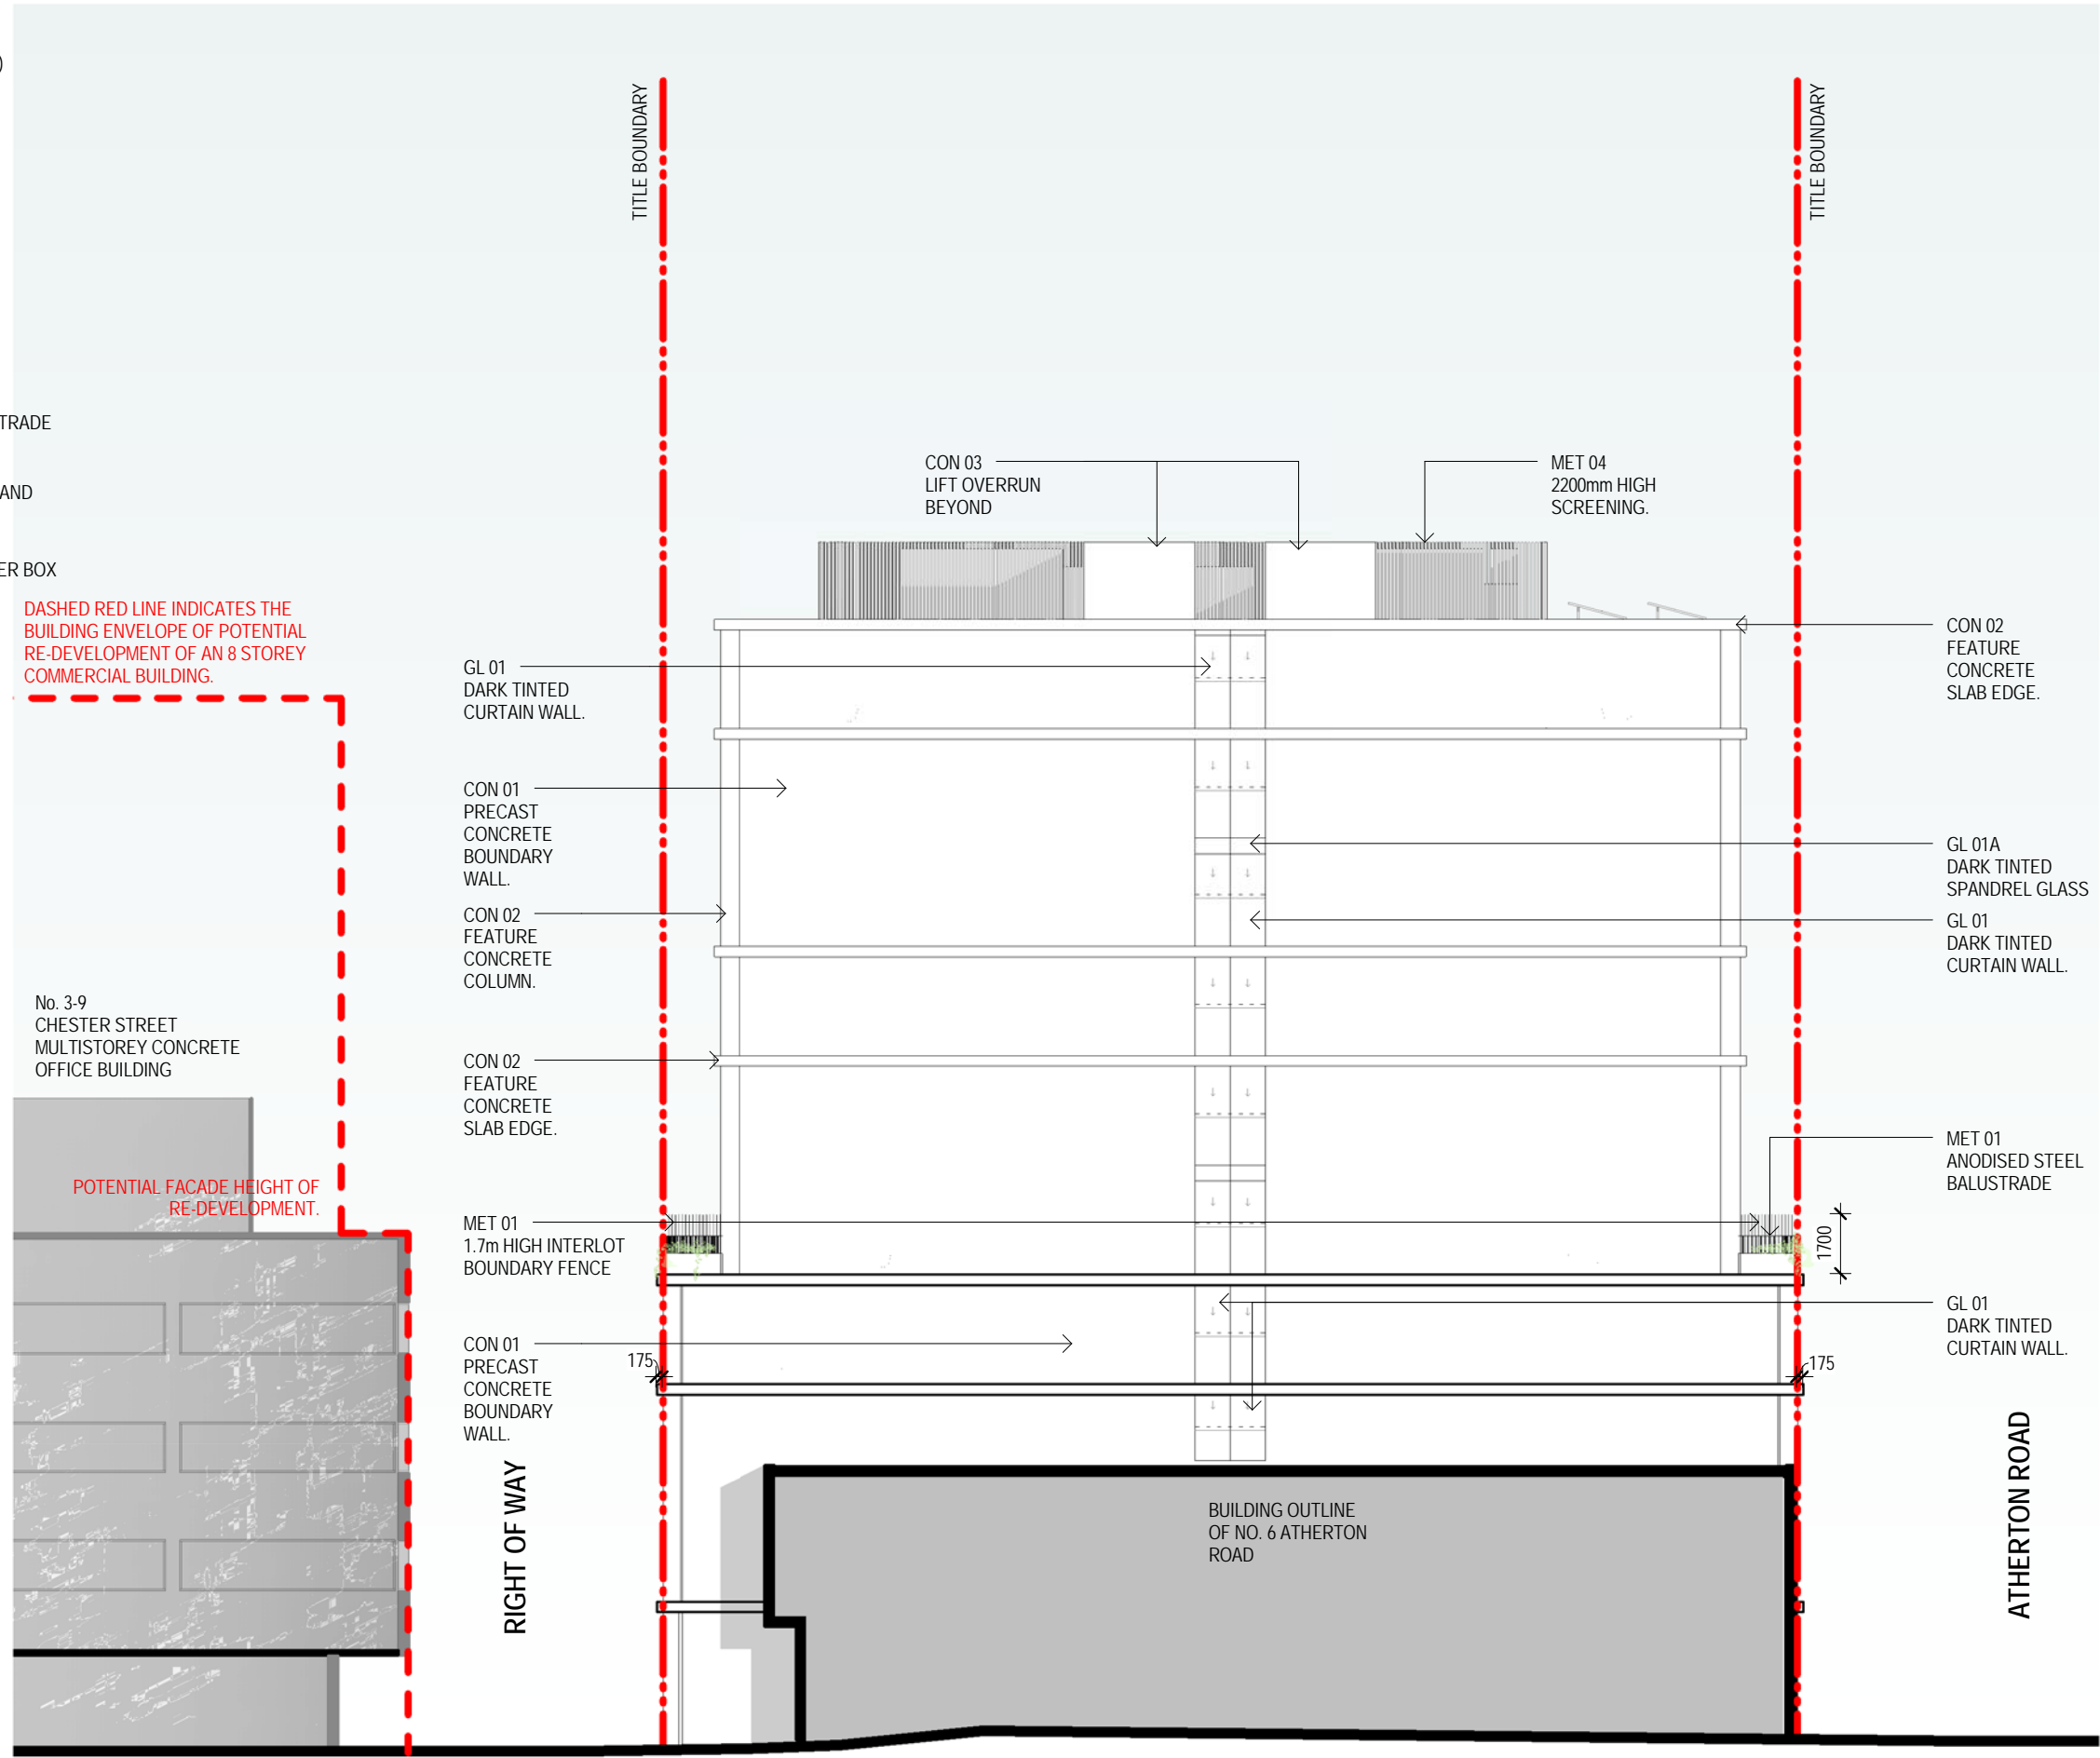 )
TITLE BOUNDARY
TITLE BOUNDARY
TRADE
AND
ER BOX
DASHED RED LINE INDICATES THE
BUILDING ENVELOPE OF POTENTIAL
RE-DEVELOPMENT OF AN 8 STOREY
COMMERCIAL BUILDING.
No. 3-9
CHESTER STREET
MULTISTOREY CONCRETE
OFFICE BUILDING
POTENTIAL FACADE HEIGHT OF
RE-DEVELOPMENT.
CON 03
LIFT OVERRUN
BEYOND
MET 04
2200mm HIGH
SCREENING.
GL 01
DARK TINTED
CURTAIN WALL.
CON 01
PRECAST
CONCRETE
BOUNDARY
WALL.
CON 02
FEATURE
CONCRETE
COLUMN.
CON 02
FEATURE
CONCRETE
SLAB EDGE.
MET 01
1.7m HIGH INTERLOT
BOUNDARY FENCE
CON 01
PRECAST
CONCRETE
BOUNDARY
WALL.
175
RIGHT OF WAY
BUILDING OUTLINE
OF NO. 6 ATHERTON
ROAD
CON 02
FEATURE
CONCRETE
SLAB EDGE.
GL 01A
DARK TINTED
SPANDREL GLASS
GL 01
DARK TINTED
CURTAIN WALL.
MET 01
ANODISED STEEL
BALUSTRADE
1700
GL 01
DARK TINTED
CURTAIN WALL.
175
ATHERTON ROAD